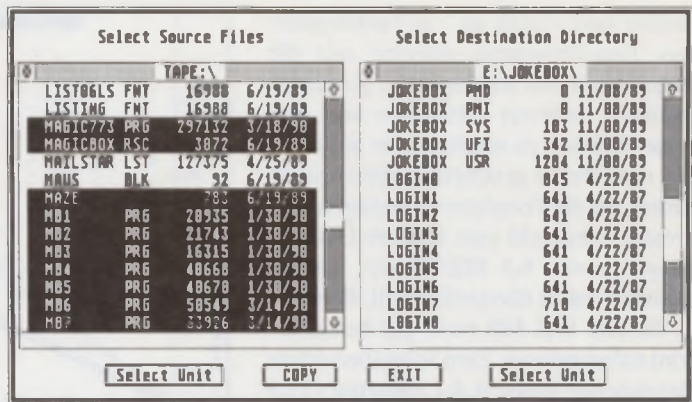 Select Source Files
TAPE:\
LISTO6LS FNT 16988 6/19/89
LISTING FNT 16988 6/19/89
MAGIC773 PRG 297132 3/18/90
MAGICBOX RSC 3872 6/19/89
MAILSTAR LST 127375 4/25/89
MAUS BLK 92 6/19/89
MAZE 783 6/19/89
MB1 PRG 20935 1/30/90
MB2 PRG 21743 1/30/90
MB3 PRG 16315 1/30/90
MB4 PRG 40660 1/30/90
MB5 PRG 40670 1/30/90
MB6 PRG 50549 3/14/90
MB7 PRG 33926 3/14/90
Select Unit
COPY
Select Destination Directory
E:\JOKEBOX\
JOKEBOX PMD 0 11/08/89
JOKEBOX PMI 0 11/08/89
JOKEBOX SYS 103 11/08/89
JOKEBOX UFI 342 11/08/89
JOKEBOX USR 1284 11/08/89
LOGIN0 845 4/22/87
LOGIN1 641 4/22/87
LOGIN2 641 4/22/87
LOGIN3 641 4/22/87
LOGIN4 641 4/22/87
LOGIN5 641 4/22/87
LOGIN6 641 4/22/87
LOGIN7 710 4/22/87
LOGIN8 641 4/22/87
EXIT
Select Unit